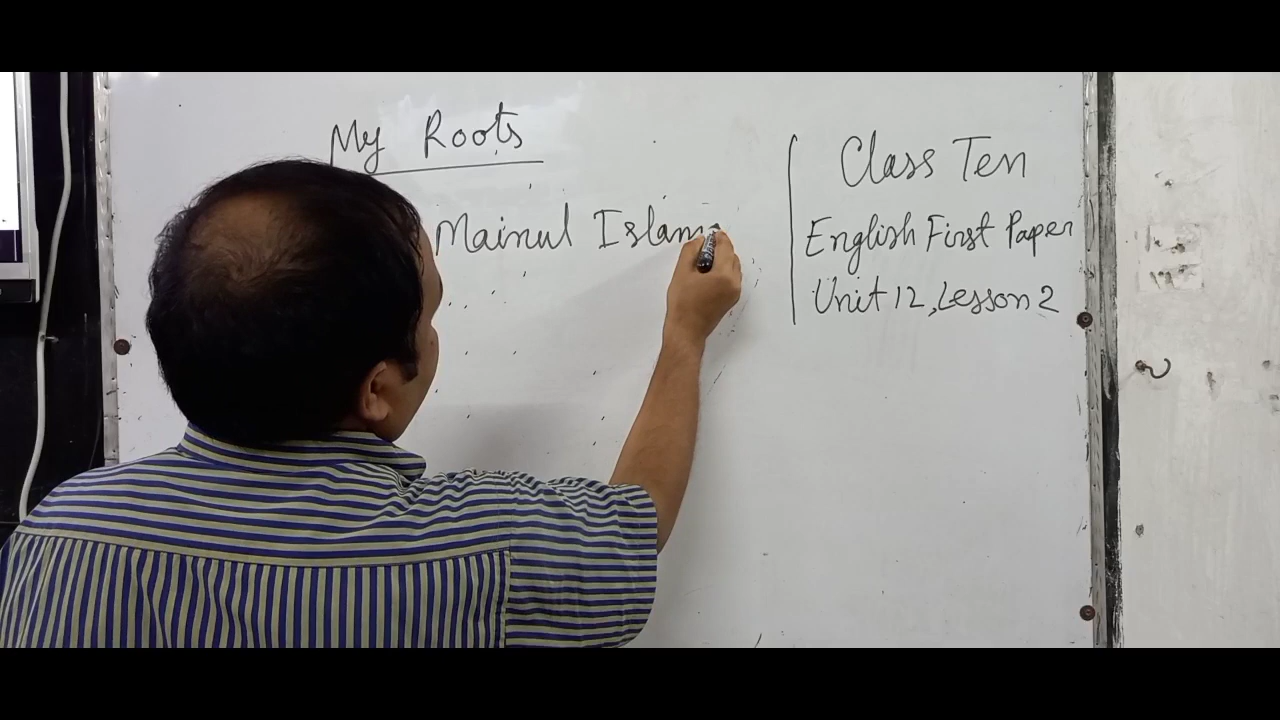 My Roots
Mainul Islam
Class Ten
English First Paper
Unit 12, Lesson 2